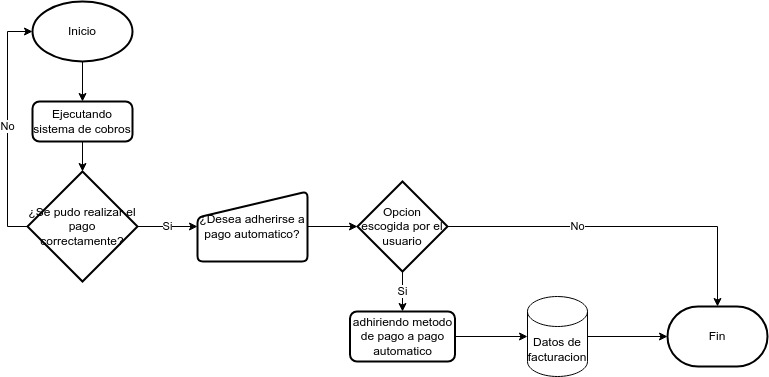 Inicio
Ejecutando
sistema de cobros
No
¿Se pudo realizar el
pago
correctamente?
Si
¿Desea adherirse a
pago automatico?
Opcion
escogida por el
usuario
No
Si
adhiriendo metodo
de pago a pago
automatico
Datos de
facturacion
Fin